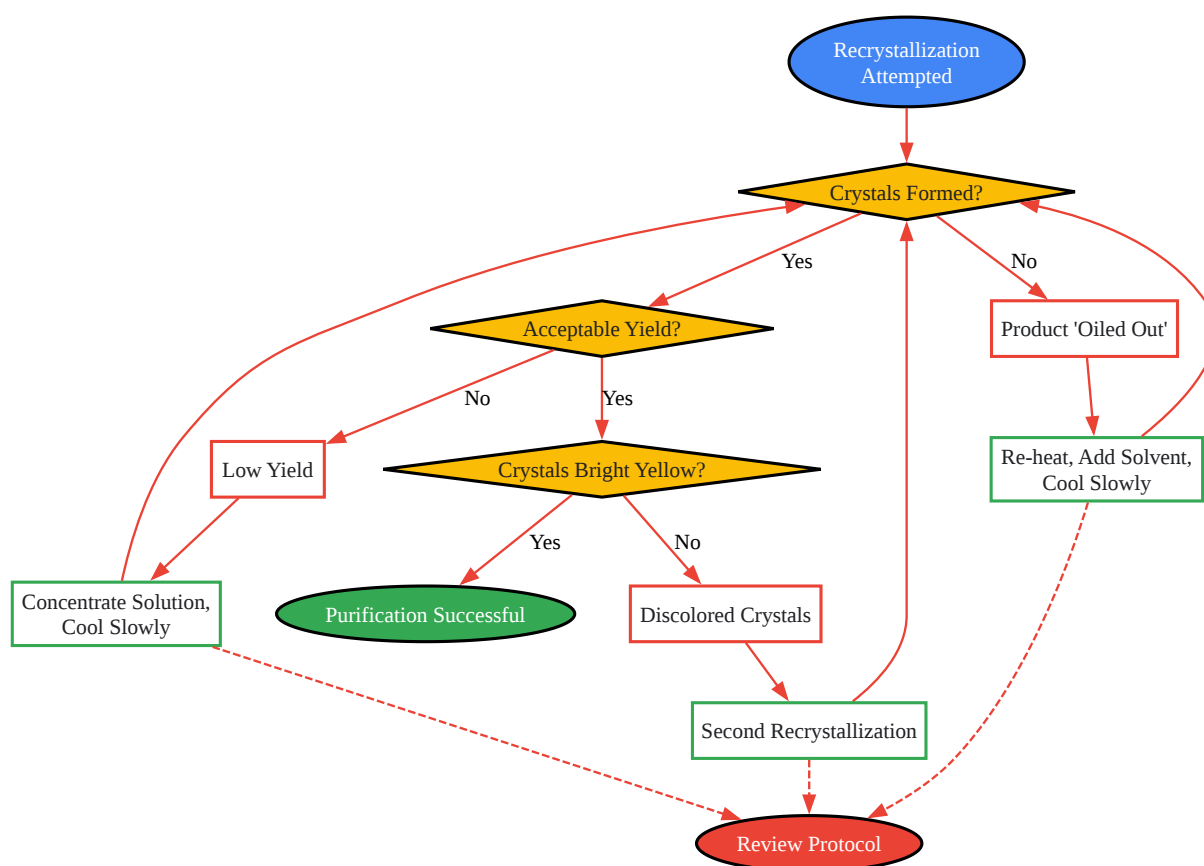 Recrystallization
Attempted
Crystals Formed?
Yes
No
Acceptable Yield?
Product 'Oiled Out'
No
Yes
Low Yield
Crystals Bright Yellow?
Re-heat, Add Solvent,
Cool Slowly
Yes
No
Concentrate Solution,
Cool Slowly
Purification Successful
Discolored Crystals
Second Recrystallization
Review Protocol